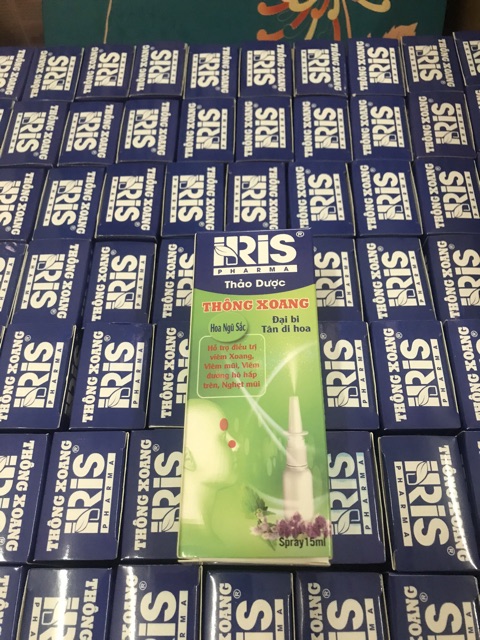 IRIS®
PHARMA
Thảo Dược
THÔNG XOANG
Hoa Ngũ Sắc
Đại bi
Tân di hoa
Hỗ trợ điều trị
viêm Xoang,
Viêm mũi, Viêm
đường hô hấp
trên, Nghẹt mũi
Spray 15ml